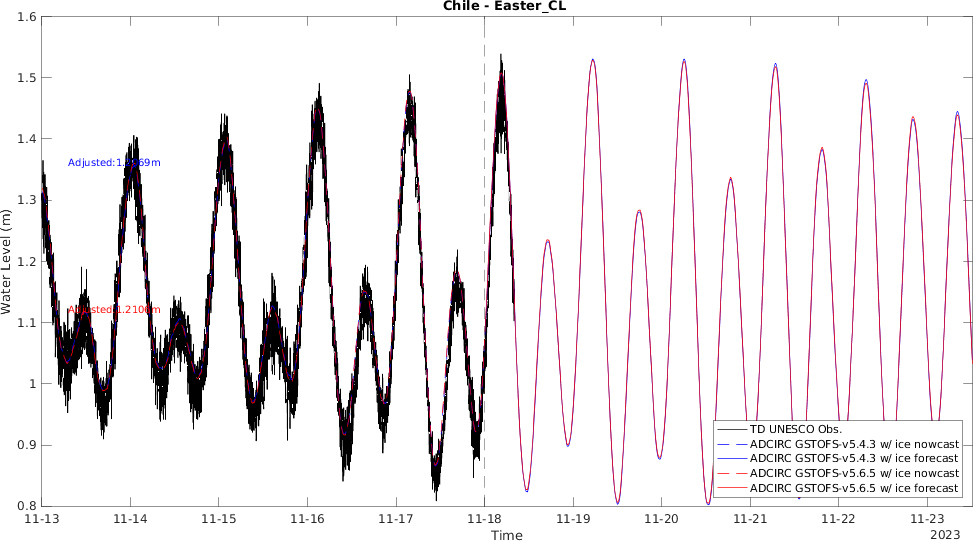 Chile - Easter_CL
1.6
1.5
1.4
1.3
1.2
1.1
1
0.9
0.8
Water Level (m)
Adjusted:1.
69m
Adjusted:1.2106m
TD UNESCO Obs.
ADCIRC GSTOFS-v5.4.3 w/ ice nowcast
ADCIRC GSTOFS-v5.4.3 w/ ice forecast
ADCIRC GSTOFS-v5.6.5 w/ ice nowcast
ADCIRC GSTOFS-v5.6.5 w/ ice forecast
11-13 11-14 11-15 11-16 11-17 11-18 11-19 11-20 11-21 11-22 11-23
Time
2023